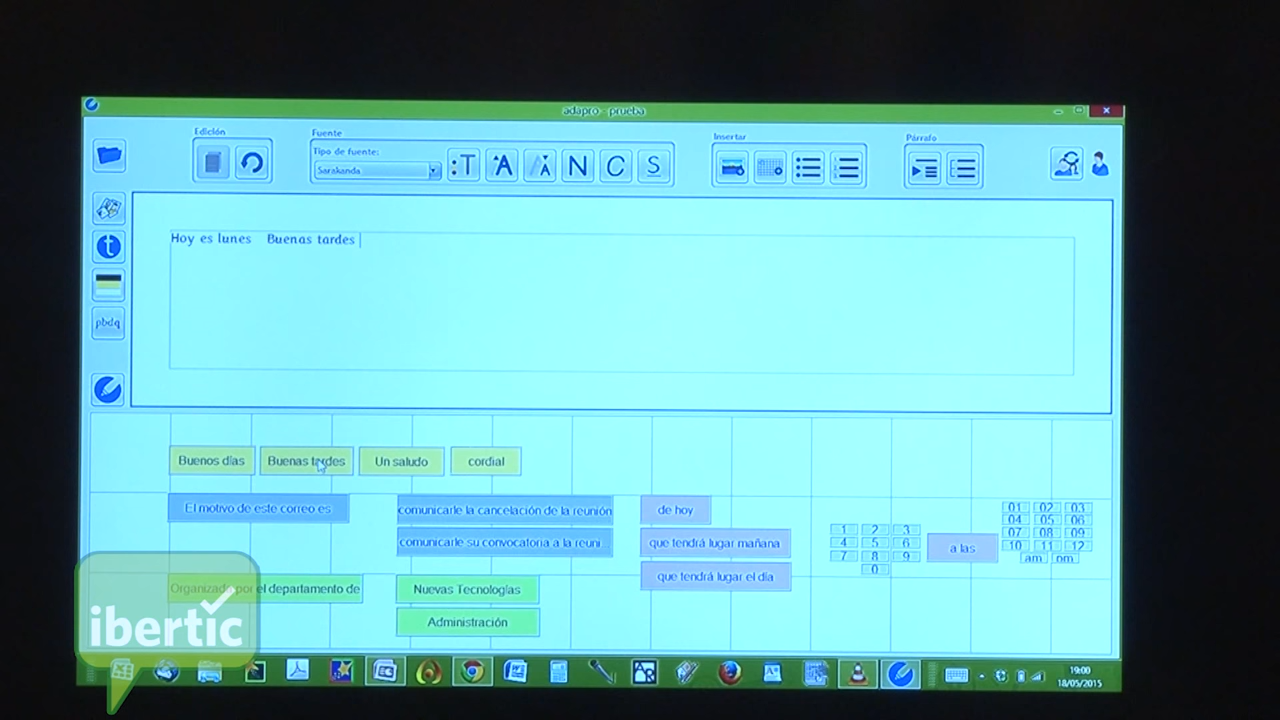 adapro - prueba
Edición
Fuente
Tipo de fuente:
Sarakanda
:T A A N C S
Insertar
Párrafo
t
pbdq
Hoy es lunes Buenas tardes
Buenos días Buenas tardes Un saludo cordial
El motivo de este correo es
comunicarle la cancelación de la reunión
comunicarle su convocatoria a la reuni...
de hoy
que tendrá lugar mañana
que tendrá lugar el día
1 2 3
4 5 6
7 8 9
0
a las
01 02 03
04 05 06
07 08 09
10 11 12
am pm
Organizada por el departamento de
Nuevas Tecnologías
Administración
ibertic
19:00
18/05/2015